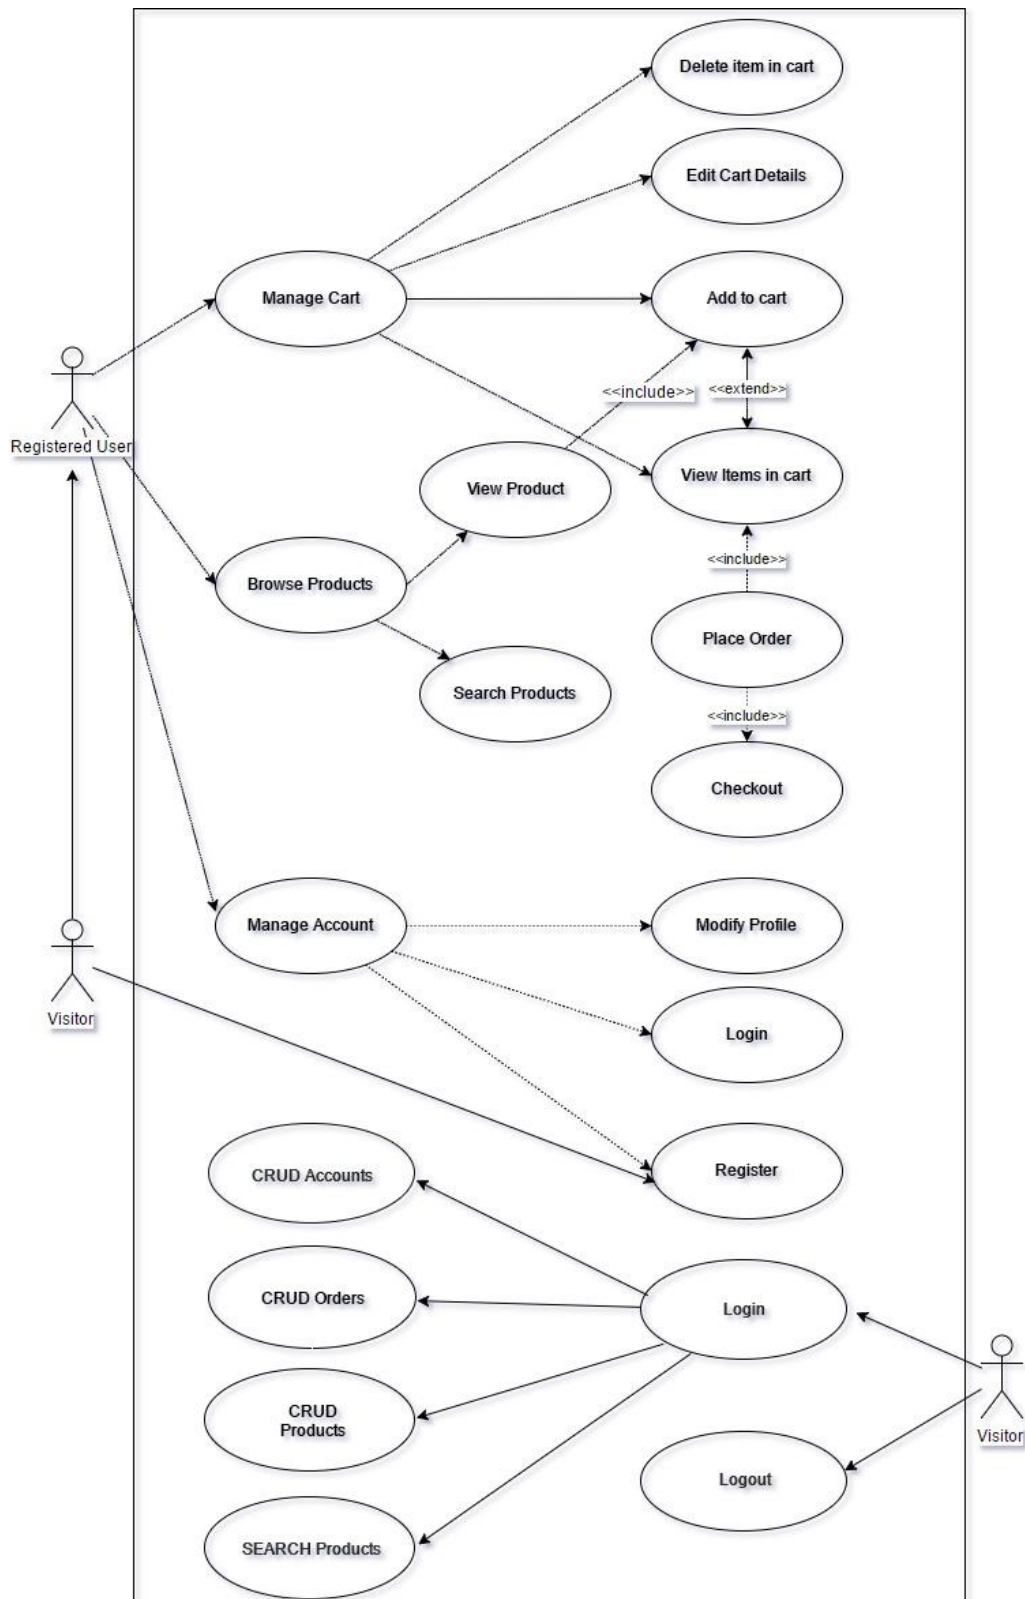 Delete item in cart
Edit Cart Details
Manage Cart
Add to cart
<<include>>
<<extend>>
Registered User
View Product
View Items in cart
<<include>>
Browse Products
Place Order
Search Products
<<include>>
Checkout
Manage Account
Modify Profile
Visitor
Login
CRUD Accounts
Register
CRUD Orders
Login
CRUD
Products
Visitor
Logout
SEARCH Products